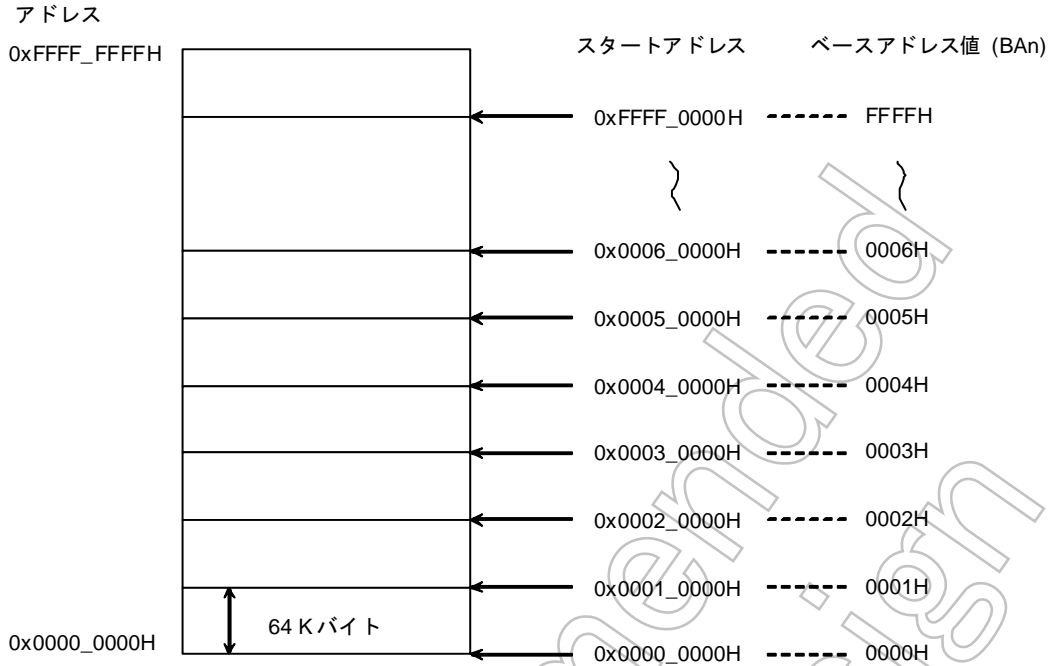 アドレス
0xFFFF_FFFFH
スタートアドレス ベースアドレス値 (BAn)
0xFFFF_0000H FFFFH
0x0006_0000H 0006H
0x0005_0000H 0005H
0x0004_0000H 0004H
0x0003_0000H 0003H
0x0002_0000H 0002H
0x0001_0000H 0001H
64 K バイト
0x0000_0000H
0x0000_0000H 0000H
mended
sign